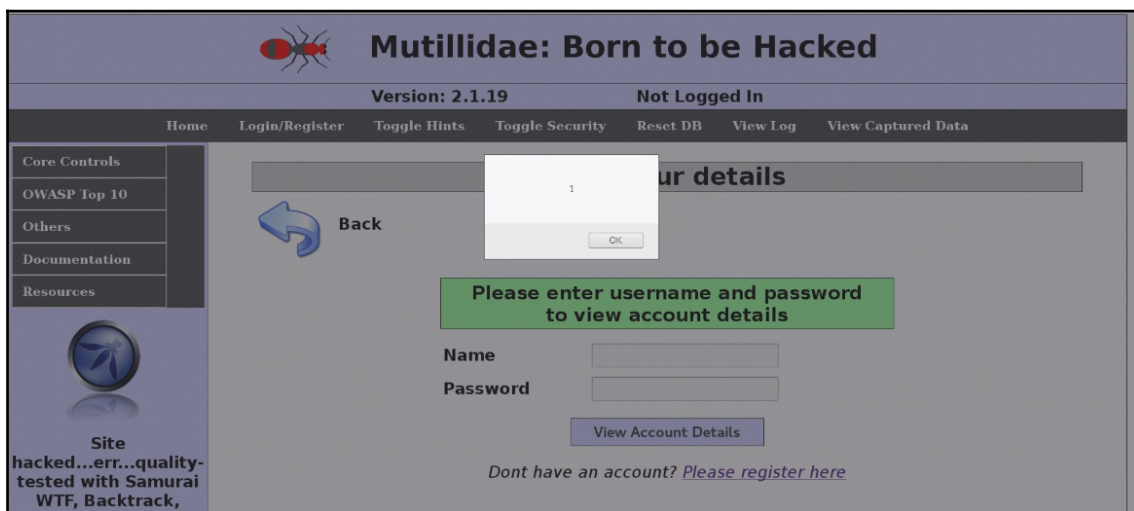 Mutillidae: Born to be Hacked
Version: 2.1.19 Not Logged In
Home Login/Register Toggle Hints Toggle Security Reset DB View Log View Captured Data
Core Controls
OWASP Top 10
Others
Documentation
Resources
Site
hacked...err...quality-
tested with Samurai
WTF, Backtrack,
ur details
1
OK
Back
Please enter username and password
to view account details
Name
Password
View Account Details
Dont have an account? Please register here